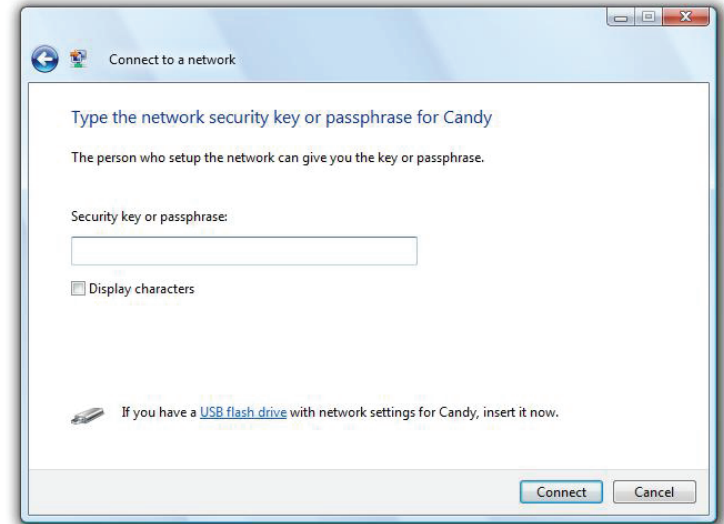 Connect to a network
Type the network security key or passphrase for Candy
The person who setup the network can give you the key or passphrase.
Security key or passphrase:
Display characters
If you have a USB flash drive with network settings for Candy, insert it now.
Connect Cancel